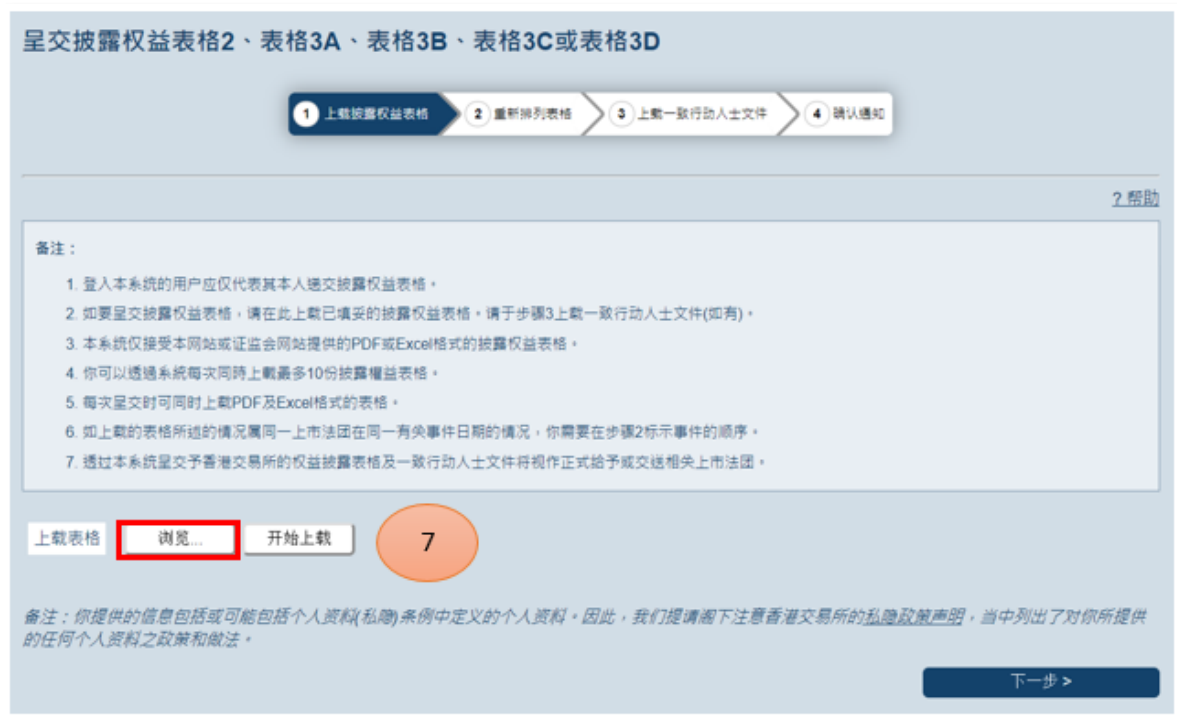 呈交披露权益表格2、表格3A、表格3B、表格3C或表格3D
1 上载披露权益表格 2 重新排列表格 3 上载一致行动人士文件 4 确认通知
? 帮助
备注：
1. 登入本系统的用户应仅代表其本人递交披露权益表格。
2. 如要呈交披露权益表格，请在此上载已填妥的披露权益表格。请于步骤3上载一致行动人士文件(如有)。
3. 本系统仅接受本网站或证监会网站提供的PDF或Excel格式的披露权益表格。
4. 你可以透過系統每次同時上載最多10份披露權益表格。
5. 每次呈交时可同时上载PDF及Excel格式的表格。
6. 如上载的表格所述的情况属同一上市法团在同一有关事件日期的情况，你需要在步骤2标示事件的顺序。
7. 透过本系统呈交予香港交易所的权益披露表格及一致行动人士文件将视作正式给予或交送相关上市法团。
上载表格 浏览... 开始上载 7
备注：你提供的信息包括或可能包括个人资料(私隐)条例中定义的个人资料。因此，我们提请阁下注意香港交易所的私隐政策声明，当中列出了对你所提供
的任何个人资料之政策和做法。
下一步 >